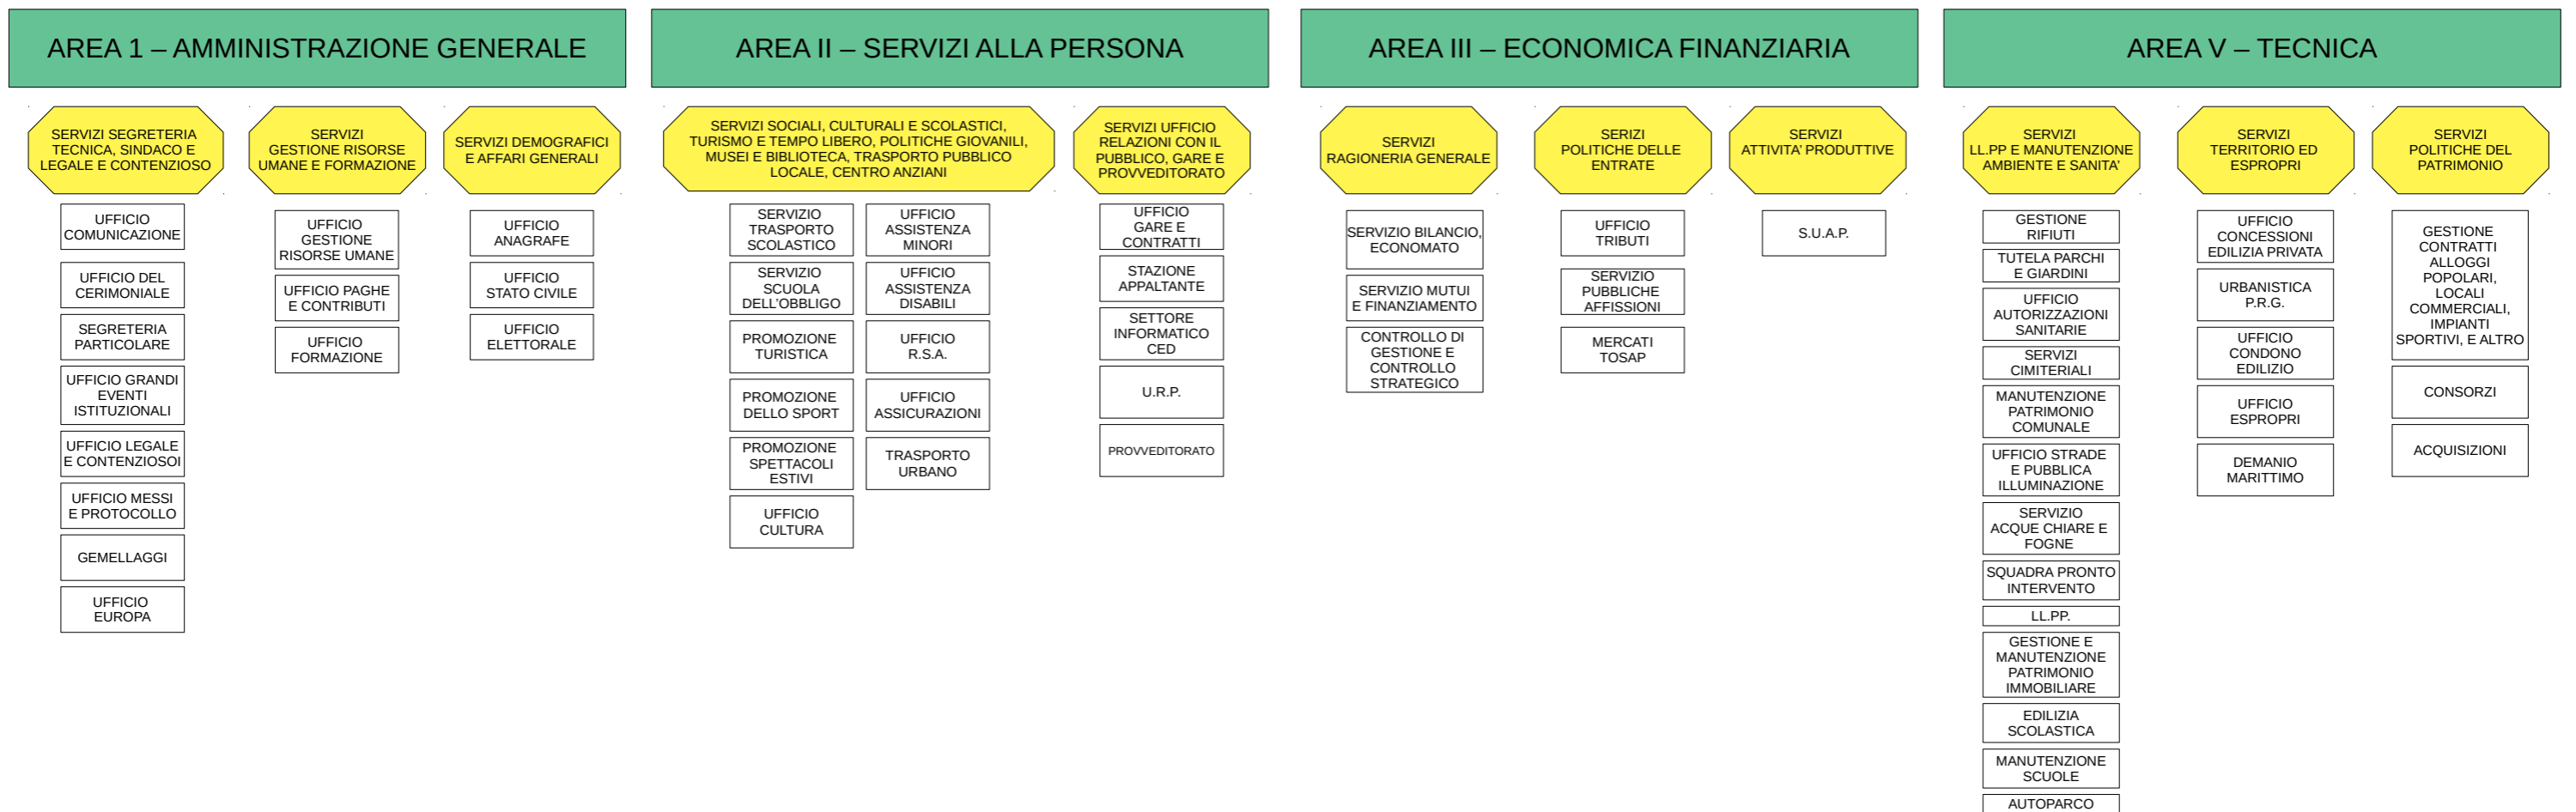 AREA 1 – AMMINISTRAZIONE GENERALE
SERVIZI SEGRETERIA
TECNICA, SINDACO E
LEGALE E CONTENZIOSO
UFFICIO
COMUNICAZIONE
UFFICIO DEL
CERIMONIALE
SEGRETERIA
PARTICOLARE
UFFICIO GRANDI
EVENTI
ISTITUZIONALI
UFFICIO LEGALE
E CONTENZIOSOI
UFFICIO MESSI
E PROTOCOLLO
GEMELLAGGI
UFFICIO
EUROPA
SERVIZI
GESTIONE RISORSE
UMANE E FORMAZIONE
UFFICIO
GESTIONE
RISORSE UMANE
UFFICIO PAGHE
E CONTRIBUTI
UFFICIO
FORMAZIONE
SERVIZI DEMOGRAFICI
E AFFARI GENERALI
UFFICIO
ANAGRAFE
UFFICIO
STATO CIVILE
UFFICIO
ELETTORALE
AREA II – SERVIZI ALLA PERSONA
SERVIZI SOCIALI, CULTURALI E SCOLASTICI,
TURISMO E TEMPO LIBERO, POLITICHE GIOVANILI,
MUSEI E BIBLIOTECA, TRASPORTO PUBBLICO
LOCALE, CENTRO ANZIANI
SERVIZIO
TRASPORTO
SCOLASTICO
SERVIZIO
SCUOLA
DELL'OBBLIGO
PROMOZIONE
TURISTICA
PROMOZIONE
DELLO SPORT
PROMOZIONE
SPETTACOLI
ESTIVI
UFFICIO
CULTURA
UFFICIO
ASSISTENZA
MINORI
UFFICIO
ASSISTENZA
DISABILI
UFFICIO
R.S.A.
UFFICIO
ASSICURAZIONI
TRASPORTO
URBANO
SERVIZI UFFICIO
RELAZIONI CON IL
PUBBLICO, GARE E
PROVVEDITORATO
UFFICIO
GARE E
CONTRATTI
STAZIONE
APPALTANTE
SETTORE
INFORMATICO
CED
U.R.P.
PROVVEDITORATO
AREA III – ECONOMICA FINANZIARIA
SERVIZI
RAGIONERIA GENERALE
SERVIZIO BILANCIO,
ECONOMATO
SERVIZIO MUTUI
E FINANZIAMENTO
CONTROLLO DI
GESTIONE E
CONTROLLO
STRATEGICO
SERIZI
POLITICHE DELLE
ENTRATE
UFFICIO
TRIBUTI
SERVIZIO
PUBBLICHE
AFFISSIONI
MERCATI
TOSAP
SERVIZI
ATTIVITA' PRODUTTIVE
S.U.A.P.
AREA V – TECNICA
SERVIZI
LL.PP E MANUTENZIONE
AMBIENTE E SANITA'
GESTIONE
RIFIUTI
TUTELA PARCHI
E GIARDINI
UFFICIO
AUTORIZZAZIONI
SANITARIE
SERVIZI
CIMITERIALI
MANUTENZIONE
PATRIMONIO
COMUNALE
UFFICIO STRADE
E PUBBLICA
ILLUMINAZIONE
SERVIZIO
ACQUE CHIARE E
FOGNE
SQUADRA PRONTO
INTERVENTO
LL.PP.
GESTIONE E
MANUTENZIONE
PATRIMONIO
IMMOBILIARE
EDILIZIA
SCOLASTICA
MANUTENZIONE
SCUOLE
AUTOPARCO
SERVIZI
TERRITORIO ED
ESPROPRI
UFFICIO
CONCESSIONI
EDILIZIA PRIVATA
URBANISTICA
P.R.G.
UFFICIO
CONDONO
EDILIZIO
UFFICIO
ESPROPRI
DEMANIO
MARITTIMO
SERVIZI
POLITICHE DEL
PATRIMONIO
GESTIONE
CONTRATTI
ALLOGGI
POPOLARI,
LOCALI
COMMERCIALI,
IMPIANTI
SPORTIVI, E ALTRO
CONSORZI
ACQUISIZIONI